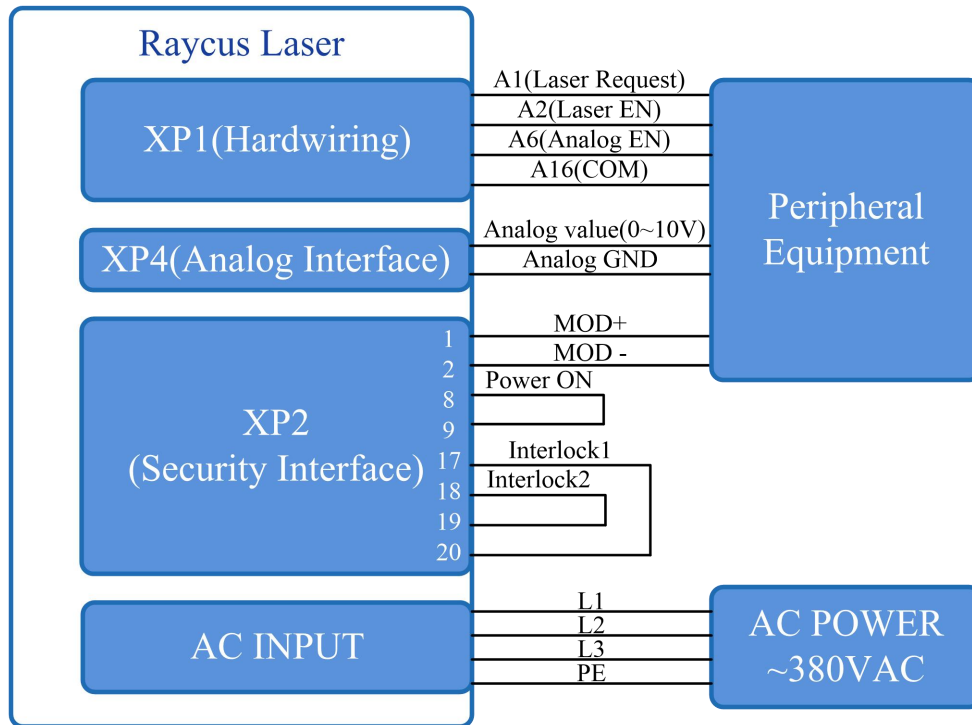 Raycus Laser
XP1(Hardwiring)
A1(Laser Request)
A2(Laser EN)
A6(Analog EN)
A16(COM)
Peripheral
Equipment
XP4(Analog Interface)
Analog value(0~10V)
Analog GND
XP2
(Security Interface)
1
2
8
9
17
18
19
20
MOD+
MOD -
Power ON
Interlock1
Interlock2
AC INPUT
L1
L2
L3
PE
AC POWER
~380VAC